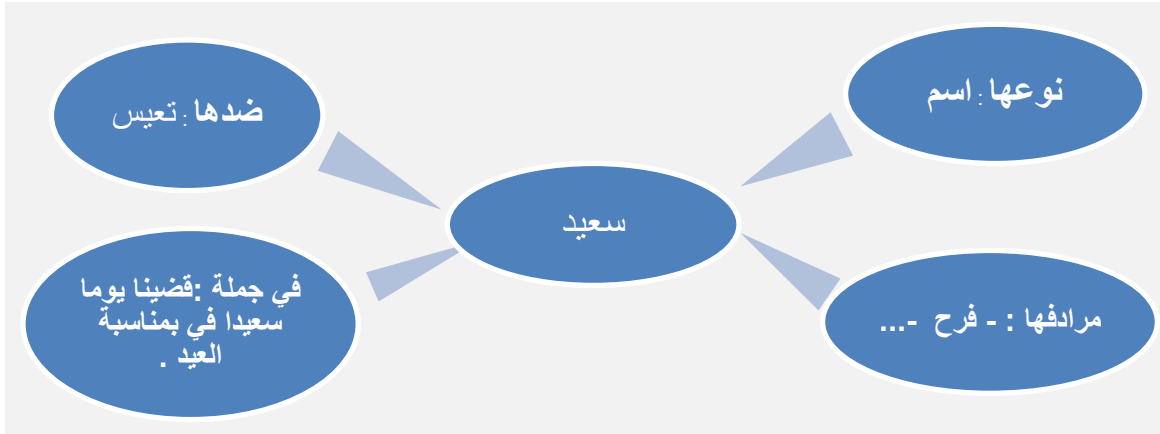 نوعها : اسم
ضدها : تعيس
سعيد
مرادفها : - فرح -...
في جملة :قضينا يوما
سعيدا في بمناسبة
العيد .